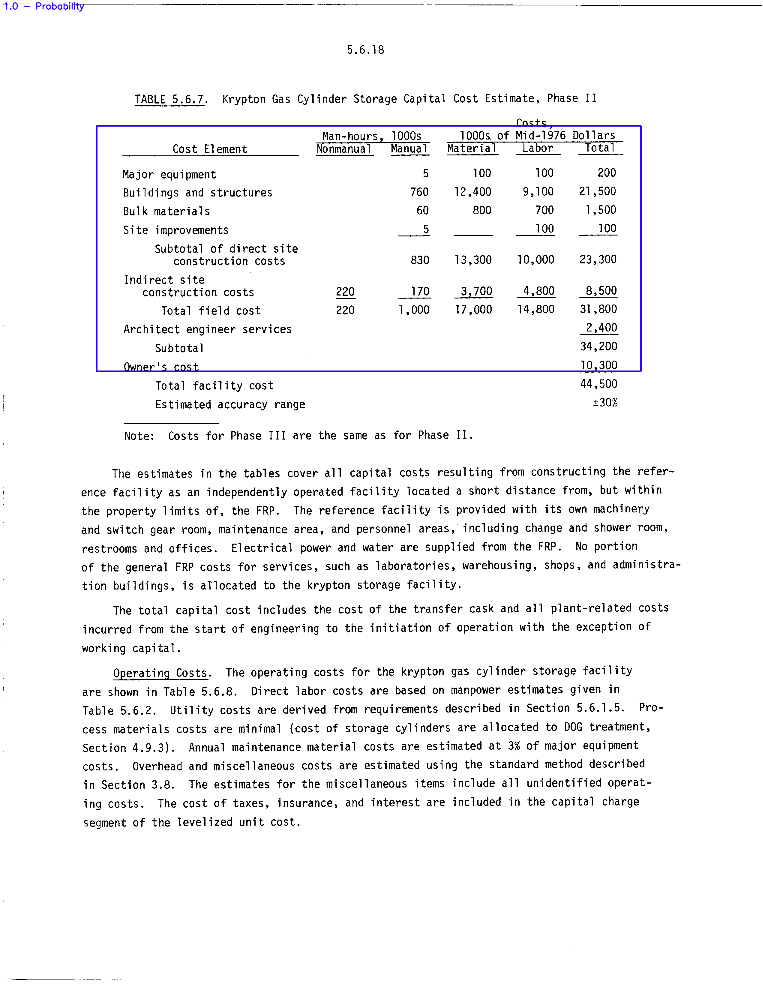 1.0 — Probability
5.6.18
TABLE 5.6.7. Krypton Gas Cylinder Storage Capital Cost Estimate, Phase II
Costs,
Man-hours, 1000s 1000s of Mid-1976 Dollars
Cost Element Nonmanual Manual Material Labor Total
Major equipment 5 100 100 200
Buildings and structures 760 12,400 9,100 21,500
Bulk materials 60 800 700 1,500
Site improvements 5 100 100
Subtotal of direct site
construction costs 830 13,300 10,000 23,300
Indirect site
construction costs 220 170 3,700 4,800 8,500
Total field cost 220 1,000 17,000 14,800 31,800
Architect engineer services 2,400
Subtotal 34,200
Owner's cost 10,300
Total facility cost 44,500
Estimated accuracy range ±30%
Note: Costs for Phase III are the same as for Phase II.
The estimates in the tables cover all capital costs resulting from constructing the refer-
ence facility as an independently operated facility located a short distance from, but within
the property limits of, the FRP. The reference facility is provided with its own machinery
and switch gear room, maintenance area, and personnel areas, including change and shower room,
restrooms and offices. Electrical power and water are supplied from the FRP. No portion
of the general FRP costs for services, such as laboratories, warehousing, shops, and administra-
tion buildings, is allocated to the krypton storage facility.
The total capital cost includes the cost of the transfer cask and all plant-related costs
incurred from the start of engineering to the initiation of operation with the exception of
working capital.
Operating Costs. The operating costs for the krypton gas cylinder storage facility
are shown in Table 5.6.8. Direct labor costs are based on manpower estimates given in
Table 5.6.2. Utility costs are derived from requirements described in Section 5.6.1.5. Pro-
cess materials costs are minimal (cost of storage cylinders are allocated to DOG treatment,
Section 4.9.3). Annual maintenance material costs are estimated at 3% of major equipment
costs. Overhead and miscellaneous costs are estimated using the standard method described
in Section 3.8. The estimates for the miscellaneous items include all unidentified operat-
ing costs. The cost of taxes, insurance, and interest are included in the capital charge
segment of the levelized unit cost.